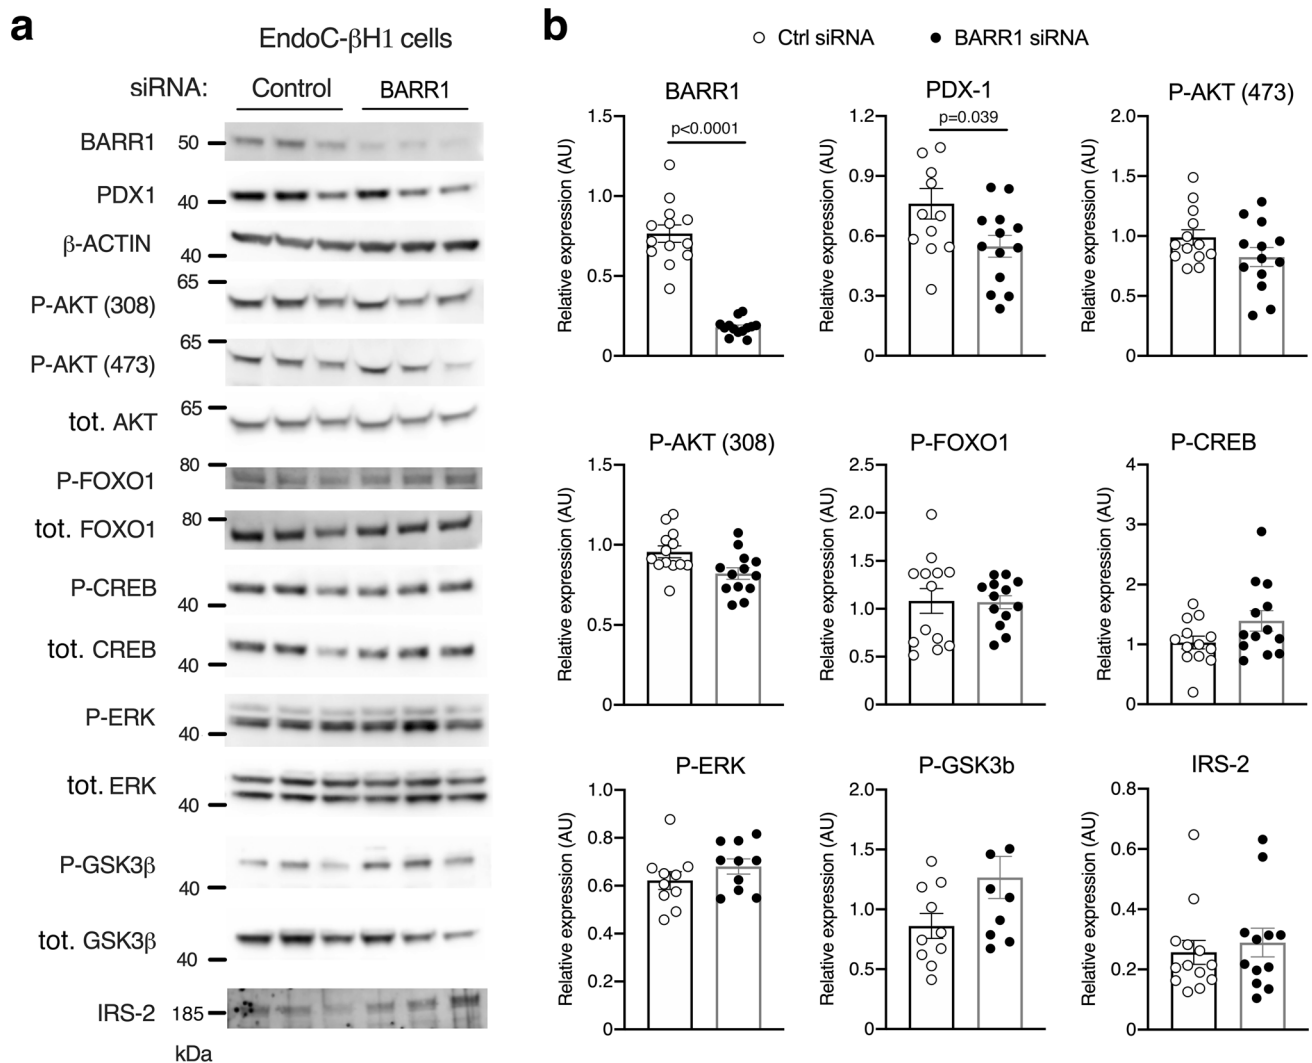 a
EndoC-βH1 cells
siRNA: Control BARR1
BARR1 50
PDX1 40
β-ACTIN 40
65
P-AKT (308)
65
P-AKT (473)
65
tot. AKT
80
P-FOXO1
80
tot. FOXO1
P-CREB 40
tot. CREB 40
P-ERK 40
tot. ERK 40
P-GSK3β 40
tot. GSK3β 40
IRS-2 185
kDa
b
Ctrl siRNA BARR1 siRNA
BARR1
p<0.0001
Relative expression (AU)
1.5
1.0
0.5
0
PDX-1
p=0.039
Relative expression (AU)
1.2
0.9
0.6
0.3
0
P-AKT (473)
Relative expression (AU)
2.0
1.5
1.0
0.5
0
P-AKT (308)
Relative expression (AU)
1.5
1.0
0.5
0
P-FOXO1
Relative expression (AU)
2.5
2.0
1.5
1.0
0.5
0
P-CREB
Relative expression (AU)
4
3
2
1
0
P-ERK
Relative expression (AU)
1.0
0.8
0.6
0.4
0.2
0
P-GSK3b
Relative expression (AU)
2.0
1.5
1.0
0.5
0
IRS-2
Relative expression (AU)
0.8
0.6
0.4
0.2
0